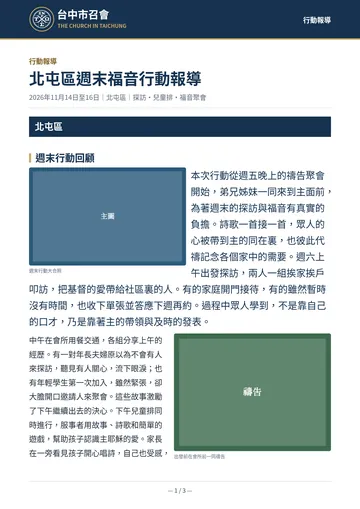 台中市召會
THE CHURCH IN TAICHUNG
行動報導
行動報導
北屯區週末福音行動報導
2026年11月14日至16日｜北屯區｜探訪・兒童排・福音聚會
北屯區
週末行動回顧
主圖
週末行動大合照
本次行動從週五晚上的禱告聚會
開始，弟兄姊妹一同來到主面前，
為著週末的探訪與福音有真實的
負擔。詩歌一首接一首，眾人的
心被帶到主的同在裏，也彼此代
禱記念各個家中的需要。週六上
午出發探訪，兩人一組挨家挨戶
叩訪，把基督的愛帶給社區裏的人。有的家庭開門接待，有的雖然暫時
沒有時間，也收下單張並答應下週再約。過程中眾人學到，不是靠自己
的口才，乃是靠著主的帶領與及時的發表。
中午在會所用餐交通，各組分享上午的
經歷。有一對年長夫婦原以為不會有人
來探訪，聽見有人關心，流下眼淚；也
有年輕學生第一次加入，雖然緊張，卻
大膽開口邀請人來聚會。這些故事激勵
了下午繼續出去的決心。下午兒童排同
時進行，服事者用故事、詩歌和簡單的
遊戲，幫助孩子認識主耶穌的愛。家長
在一旁看見孩子開心唱詩，自己也受感，
禱告
出發前在會所前一同禱告
— 1 / 3 —